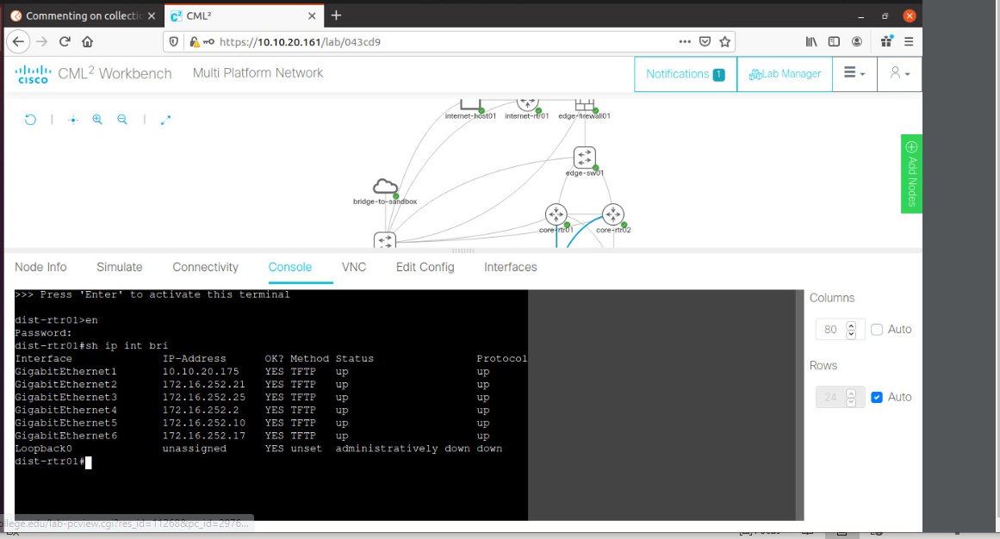 Commenting on collectio
CML²
https://10.10.20.161/lab/043cd9
CISCO CML² Workbench Multi Platform Network Notifications 1 Lab Manager
internet-host01 internet-rtr01 edge-firewall01
edge-sw01
bridge-to-sandbox
core-rtr01 core-rtr02
Add Nodes
Node Info Simulate Connectivity Console VNC Edit Config Interfaces
>>> Press 'Enter' to activate this terminal
dist-rtr01>en
Password:
dist-rtr01#sh ip int bri
Interface IP-Address OK? Method Status Protocol
GigabitEthernet1 10.10.20.175 YES TFTP up up
GigabitEthernet2 172.16.252.21 YES TFTP up up
GigabitEthernet3 172.16.252.25 YES TFTP up up
GigabitEthernet4 172.16.252.2 YES TFTP up up
GigabitEthernet5 172.16.252.10 YES TFTP up up
GigabitEthernet6 172.16.252.17 YES TFTP up up
Loopback0 unassigned YES unset administratively down down
dist-rtr01#
Columns
80 Auto
Rows
24 Auto
ollege.edu/lab-pcview.cgi?res_id=11268&pc_id=2976...